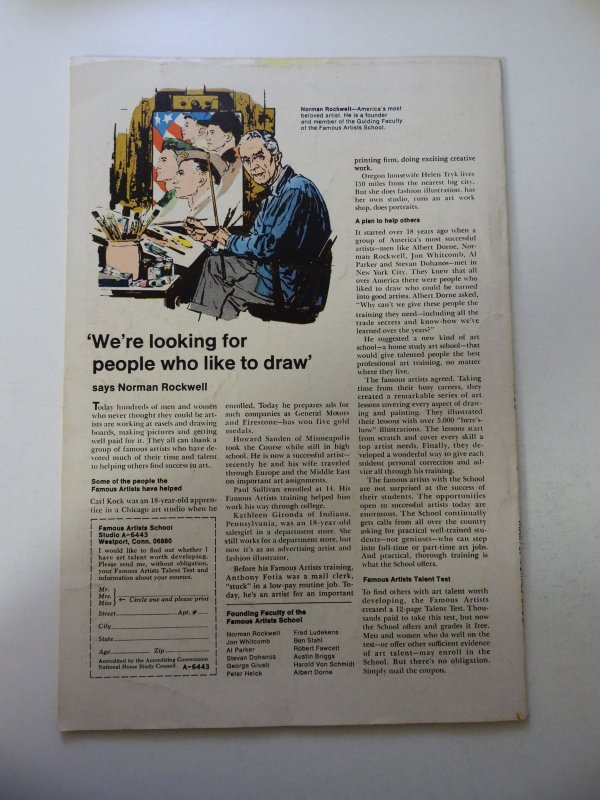 Norman Rockwell—America's most
beloved artist. He is a founder
and member of the Guiding Faculty
of the Famous Artists School.
'We're looking for
people who like to draw'
says Norman Rockwell
Today hundreds of men and women
who never thought they could be art-
ists are working at easels and drawing
boards, making pictures and getting
well paid for it. They all can thank a
group of famous artists who have de-
voted much of their time and talent
to helping others find success in art.
Some of the people the
Famous Artists have helped
Carl Kock was an 18-year-old appren-
tice in a Chicago art studio when he
Famous Artists School
Studio A-6443
Westport, Conn. 06880
I would like to find out whether I
have art talent worth developing.
Please send me, without obligation,
your Famous Artists Talent Test and
information about your courses.
Mr.
Mrs. ← Circle one and please print
Miss
Street Apt. #
City
State
Age Zip
Accredited by the Accrediting Commission
National Home Study Council A-6443
enrolled. Today he prepares ads for
such companies as General Motors
and Firestone—has won five gold
medals.
Howard Sanden of Minneapolis
took the Course while still in high
school. He is now a successful artist—
recently he and his wife traveled
through Europe and the Middle East
on important art assignments.
Paul Sullivan enrolled at 14. His
Famous Artists training helped him
work his way through college.
Kathleen Gironda of Indiana,
Pennsylvania, was an 18-year-old
salesgirl in a department store. She
still works for a department store, but
now it's as an advertising artist and
fashion illustrator.
Before his Famous Artists training,
Anthony Fotia was a mail clerk,
"stuck" in a low-pay routine job. To-
day, he's an artist for an important
Founding Faculty of the
Famous Artists School
Norman Rockwell
Jon Whitcomb
Al Parker
Stevan Dohanos
George Giusti
Peter Helck
Fred Ludekens
Ben Stahl
Robert Fawcett
Austin Briggs
Harold Von Schmidt
Albert Dorne
printing firm, doing exciting creative
work.
Oregon housewife Helen Tryk lives
150 miles from the nearest big city.
But she does fashion illustration, has
her own studio, runs an art work
shop, does portraits.
A plan to help others
It started over 18 years ago when a
group of America's most successful
artists—men like Albert Dorne, Nor-
man Rockwell, Jon Whitcomb, Al
Parker and Stevan Dohanos—met in
New York City. They knew that all
over America there were people who
liked to draw who could be turned
into good artists. Albert Dorne asked,
"Why can't we give these people the
training they need—including all the
trade secrets and know-how we've
learned over the years?"
He suggested a new kind of art
school—a home study art school—that
would give talented people the best
professional art training, no matter
where they live.
The famous artists agreed. Taking
time from their busy careers, they
created a remarkable series of art
lessons covering every aspect of draw-
ing and painting. They illustrated
their lessons with over 5,000 "here's-
how" illustrations. The lessons start
from scratch and cover every skill a
top artist needs. Finally, they de-
veloped a wonderful way to give each
student personal correction and ad-
vice all through his training.
The famous artists with the School
are not surprised at the success of
their students. The opportunities
open to successful artists today are
enormous. The School continually
gets calls from all over the country
asking for practical well-trained stu-
dents—not geniuses—who can step
into full-time or part-time art jobs.
And practical, thorough training is
what the School offers.
Famous Artists Talent Test
To find others with art talent worth
developing, the Famous Artists
created a 12-page Talent Test. Thou-
sands paid to take this test, but now
the School offers and grades it free.
Men and women who do well on the
test—or offer other sufficient evidence
of art talent—may enroll in the
School. But there's no obligation.
Simply mail the coupon.